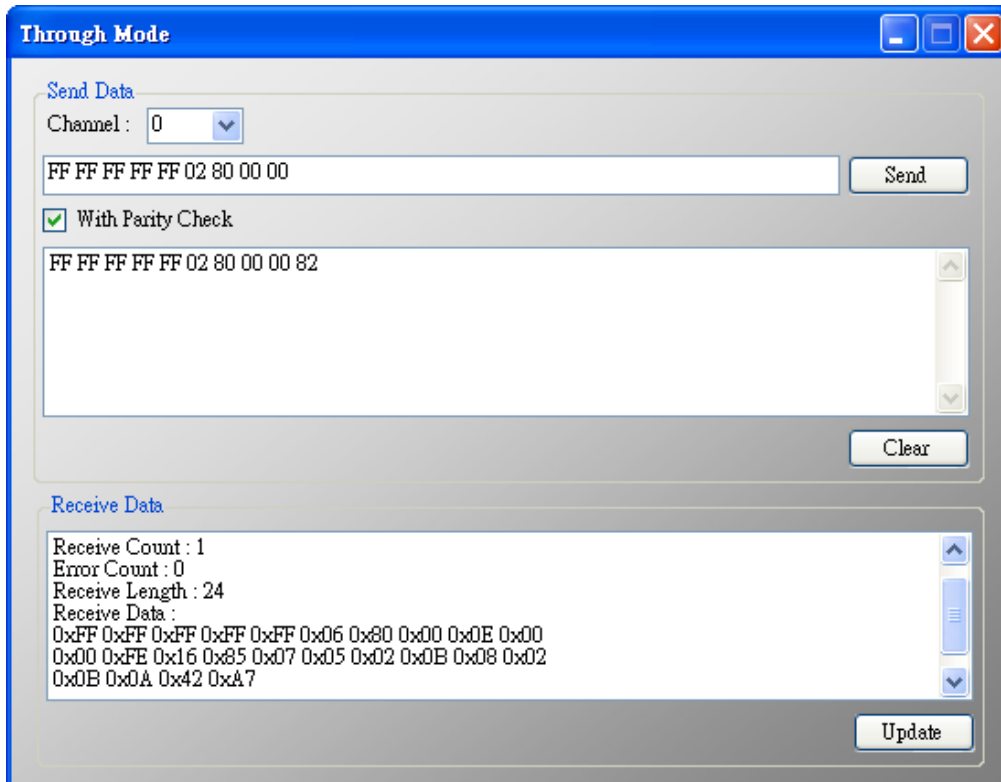 Through Mode
Send Data
Channel : 0
FF FF FF FF FF 02 80 00 00
Send
With Parity Check
FF FF FF FF FF 02 80 00 00 82
Clear
Receive Data
Receive Count : 1
Error Count : 0
Receive Length : 24
Receive Data :
0xFF 0xFF 0xFF 0xFF 0xFF 0x06 0x80 0x00 0x0E 0x00
0x00 0xFE 0x16 0x85 0x07 0x05 0x02 0x0B 0x08 0x02
0x0B 0x0A 0x42 0xA7
Update